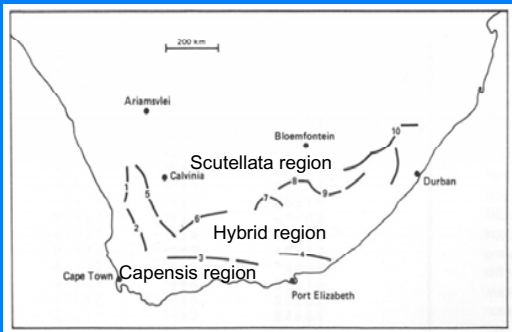 200 km
Ariamsvlei
Bloemfontein
10
Scutellata region
Calvinia
Durban
1
5
8
9
7
6
2
Hybrid region
3
4
Cape Town
Capensis region
Port Elizabeth